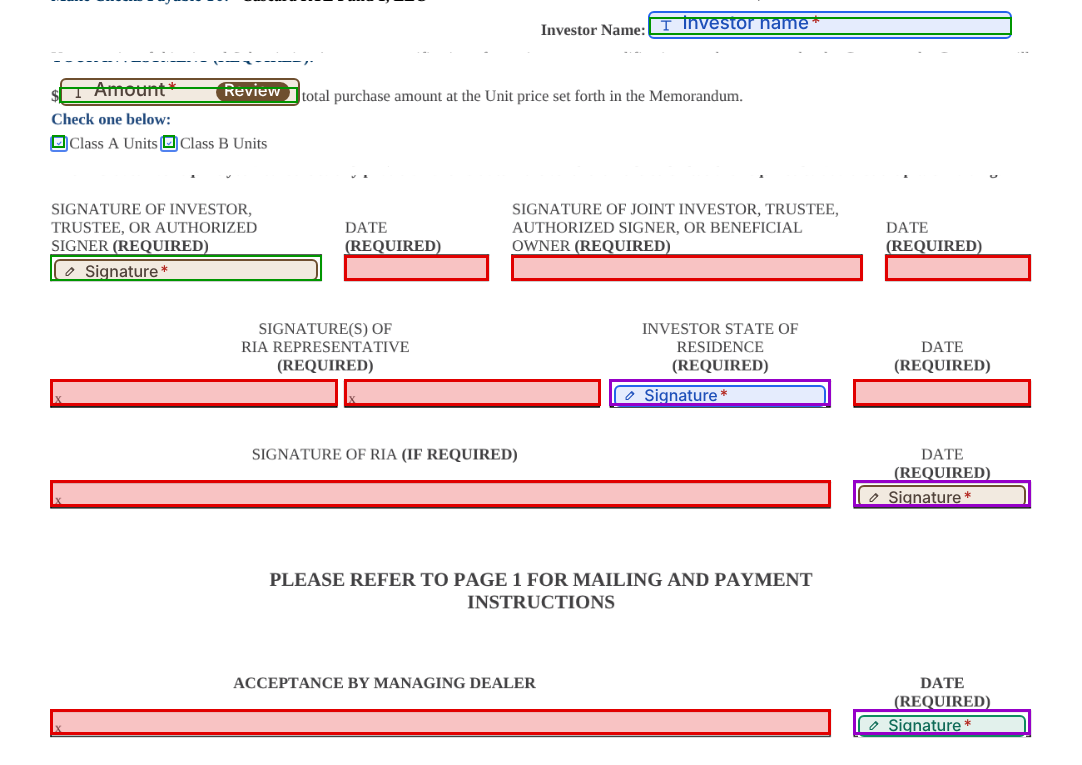 Investor Name: Investor name*
$ Amount* Review total purchase amount at the Unit price set forth in the Memorandum.
Check one below:
Class A Units Class B Units
SIGNATURE OF INVESTOR, TRUSTEE, OR AUTHORIZED SIGNER (REQUIRED)
DATE (REQUIRED)
SIGNATURE OF JOINT INVESTOR, TRUSTEE, AUTHORIZED SIGNER, OR BENEFICIAL OWNER (REQUIRED)
DATE (REQUIRED)
Signature*
SIGNATURE(S) OF
RIA REPRESENTATIVE
(REQUIRED)
INVESTOR STATE OF
RESIDENCE
(REQUIRED)
DATE
(REQUIRED)
x
x
Signature*
SIGNATURE OF RIA (IF REQUIRED)
DATE
(REQUIRED)
x
Signature*
PLEASE REFER TO PAGE 1 FOR MAILING AND PAYMENT
INSTRUCTIONS
ACCEPTANCE BY MANAGING DEALER
DATE
(REQUIRED)
x
Signature*